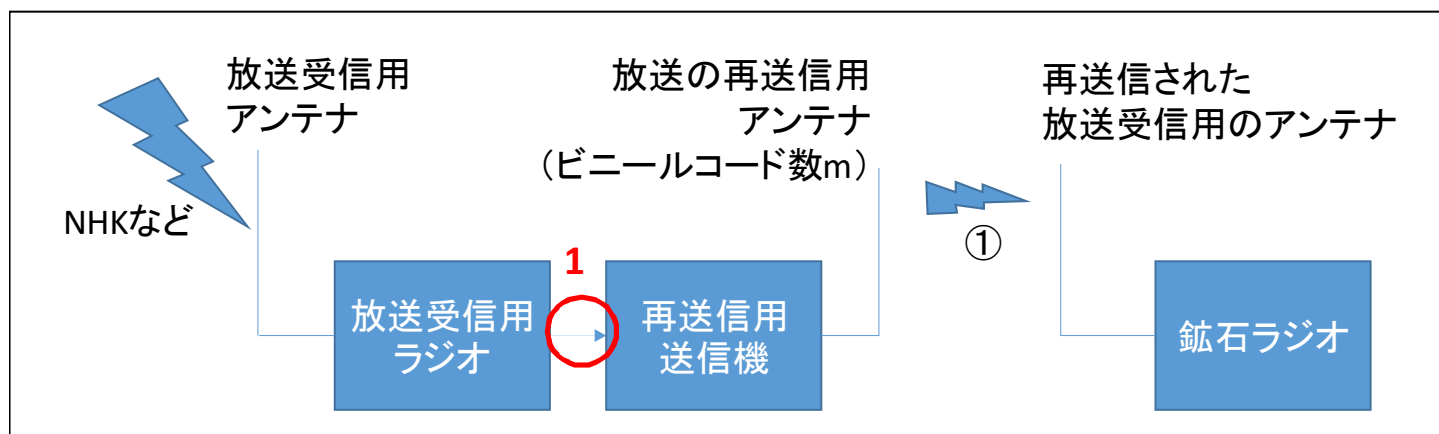 放送受信用
アンテナ
放送の再送信用
アンテナ
（ビニールコード数m）
再送信された
放送受信用のアンテナ
NHKなど
1
①
放送受信用
ラジオ
再送信用
送信機
鉱石ラジオ